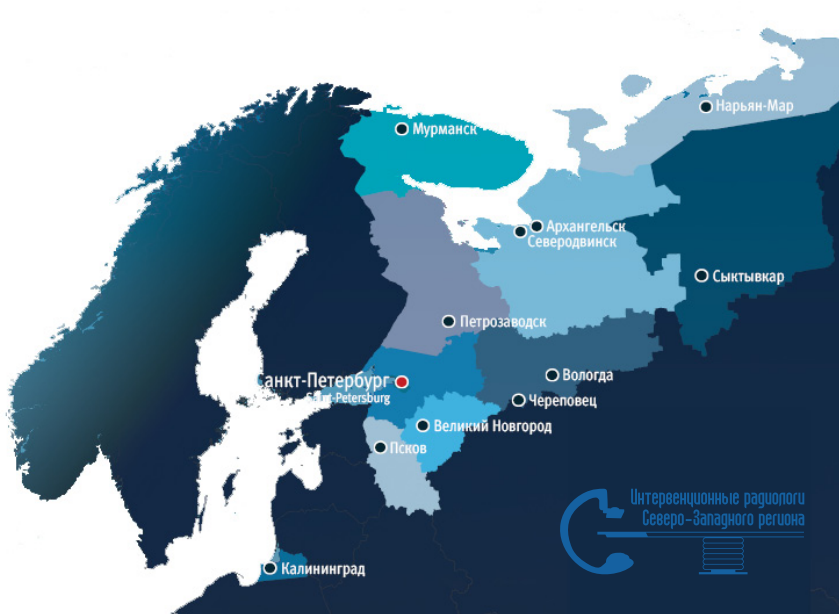 Нарьян-Мар
Мурманск
Архангельск
Северодвинск
Сыктывкар
Петрозаводск
Вологда
Санкт-Петербург
Saint-Petersburg
Череповец
Великий Новгород
Псков
Интервенционные радиологи
Северо-Западного региона
Калининград